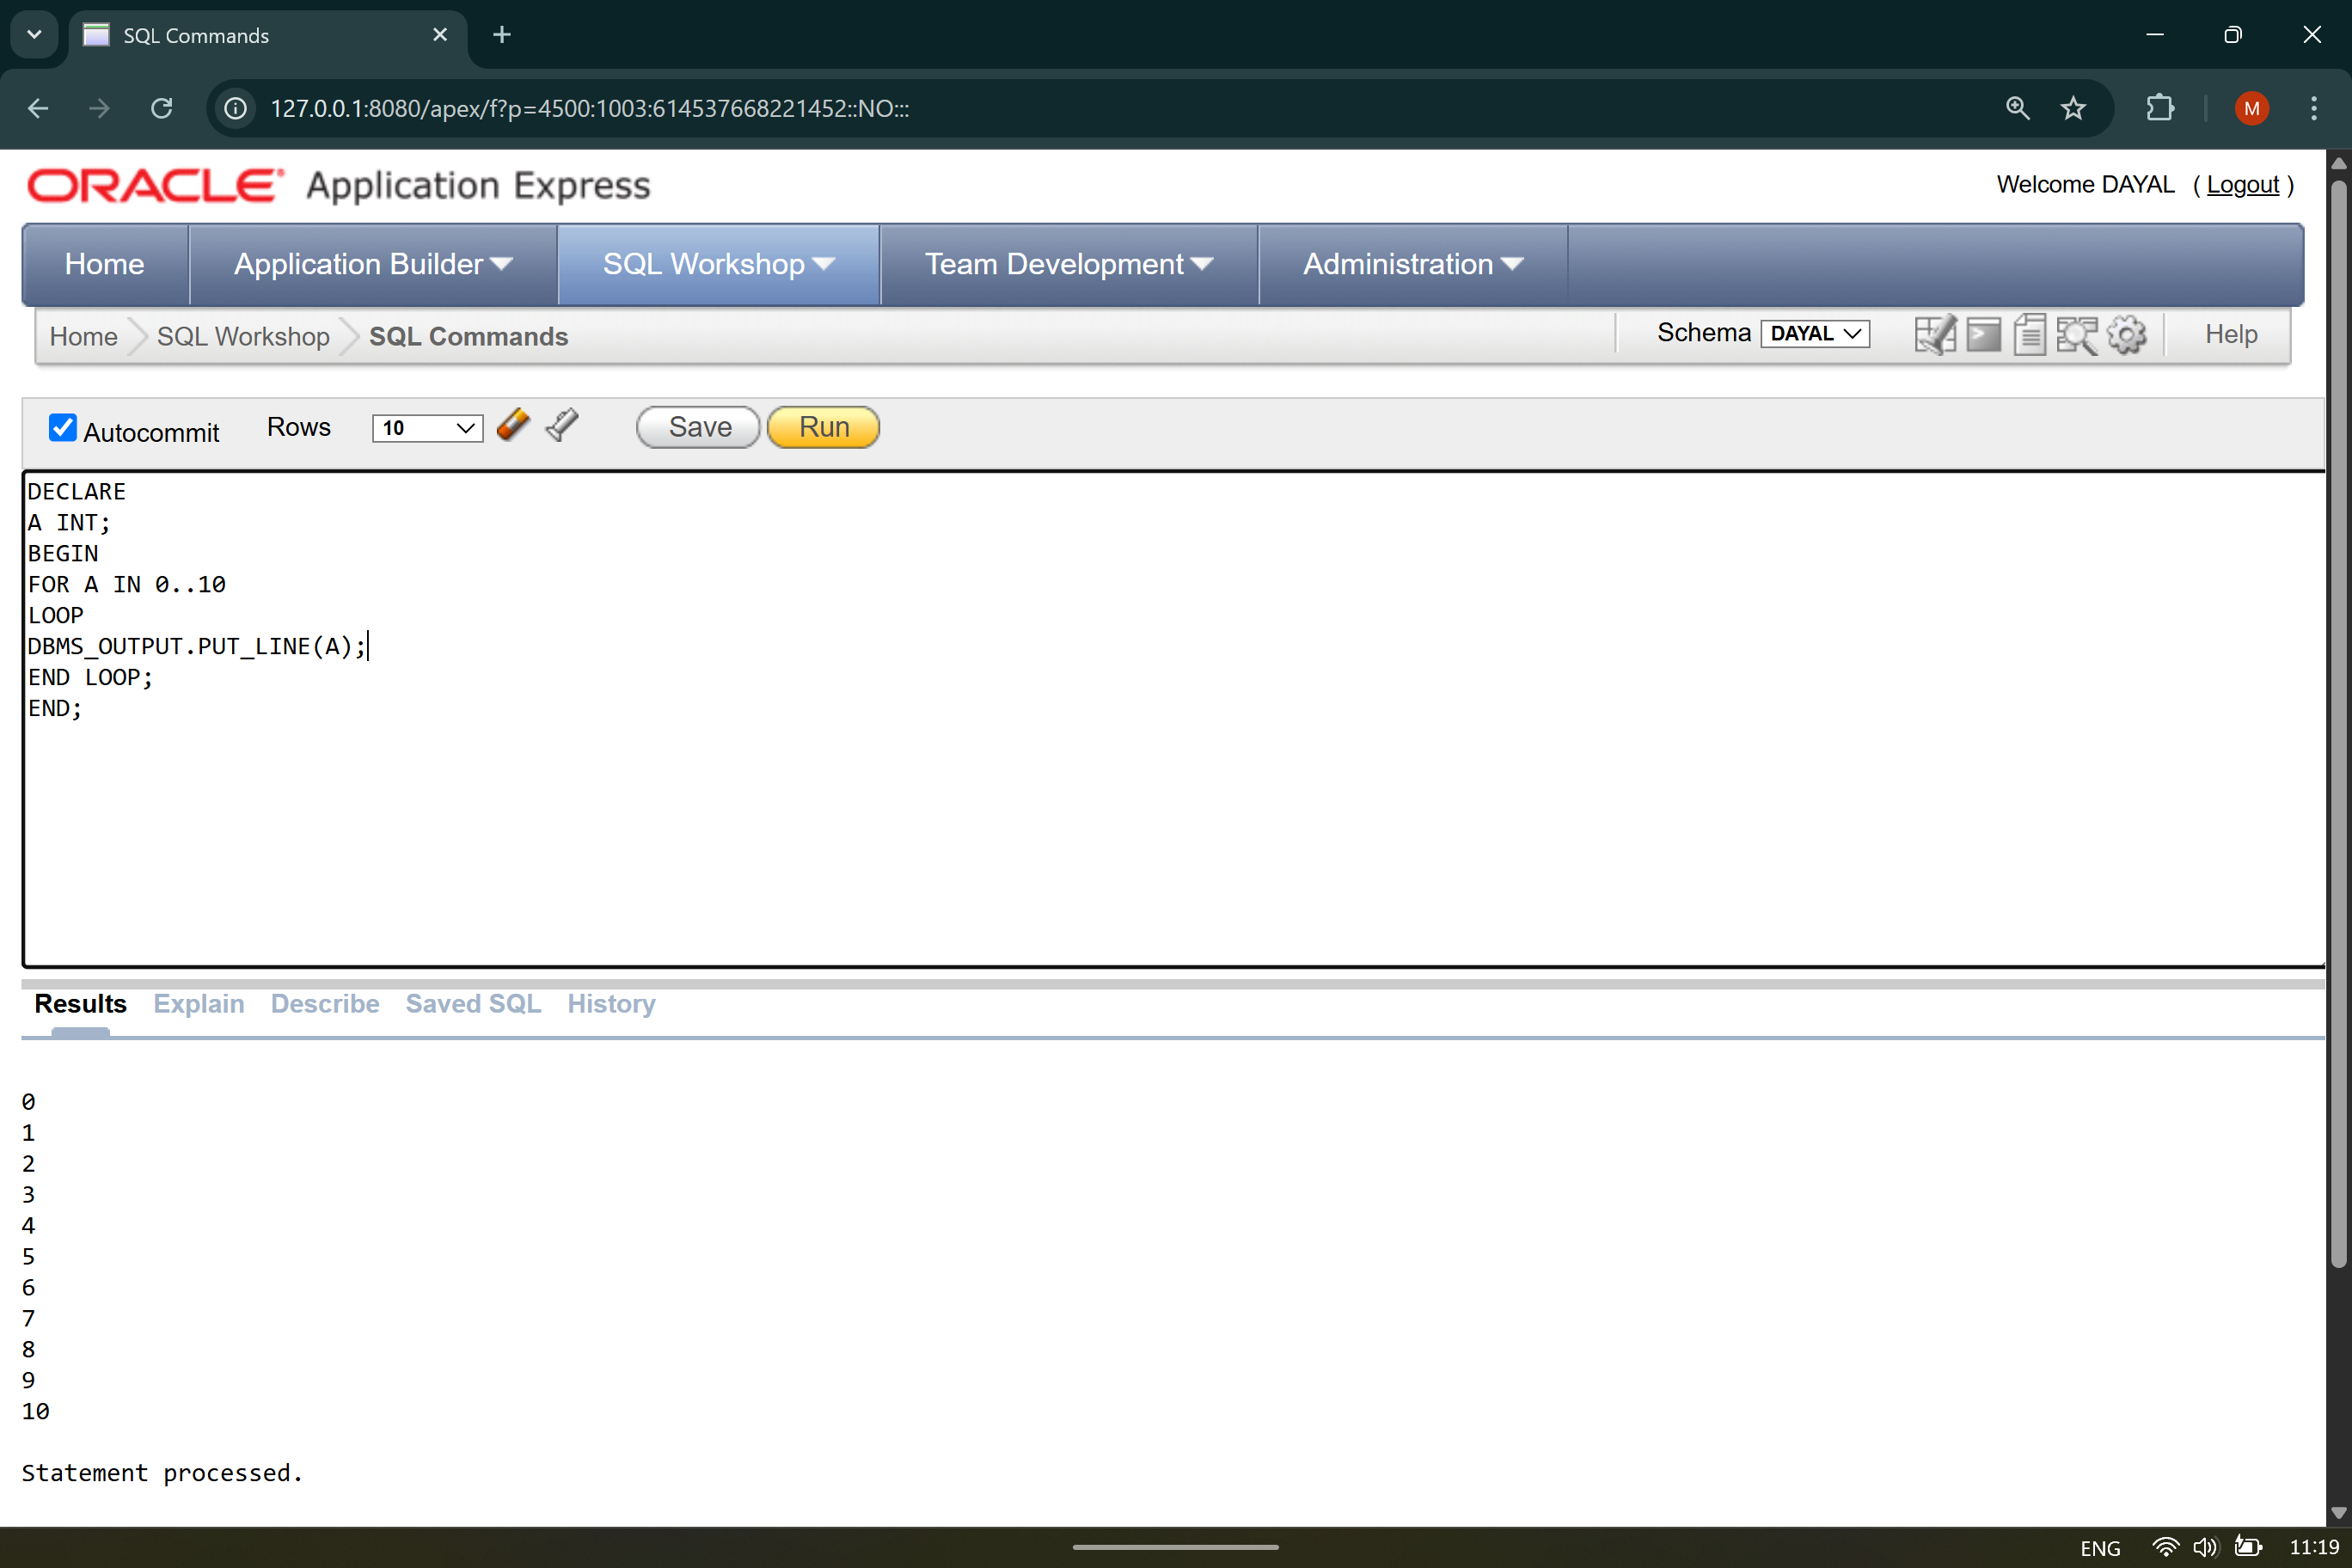 SQL Commands
127.0.0.1:8080/apex/f?p=4500:1003:614537668221452::NO:::
M
ORACLE Application Express
Welcome DAYAL ( Logout )
Home Application Builder SQL Workshop Team Development Administration
Home SQL Workshop SQL Commands Schema DAYAL Help
Autocommit Rows 10 Save Run
DECLARE
A INT;
BEGIN
FOR A IN 0..10
LOOP
DBMS_OUTPUT.PUT_LINE(A);
END LOOP;
END;
Results Explain Describe Saved SQL History
0
1
2
3
4
5
6
7
8
9
10
Statement processed.
ENG 11:19